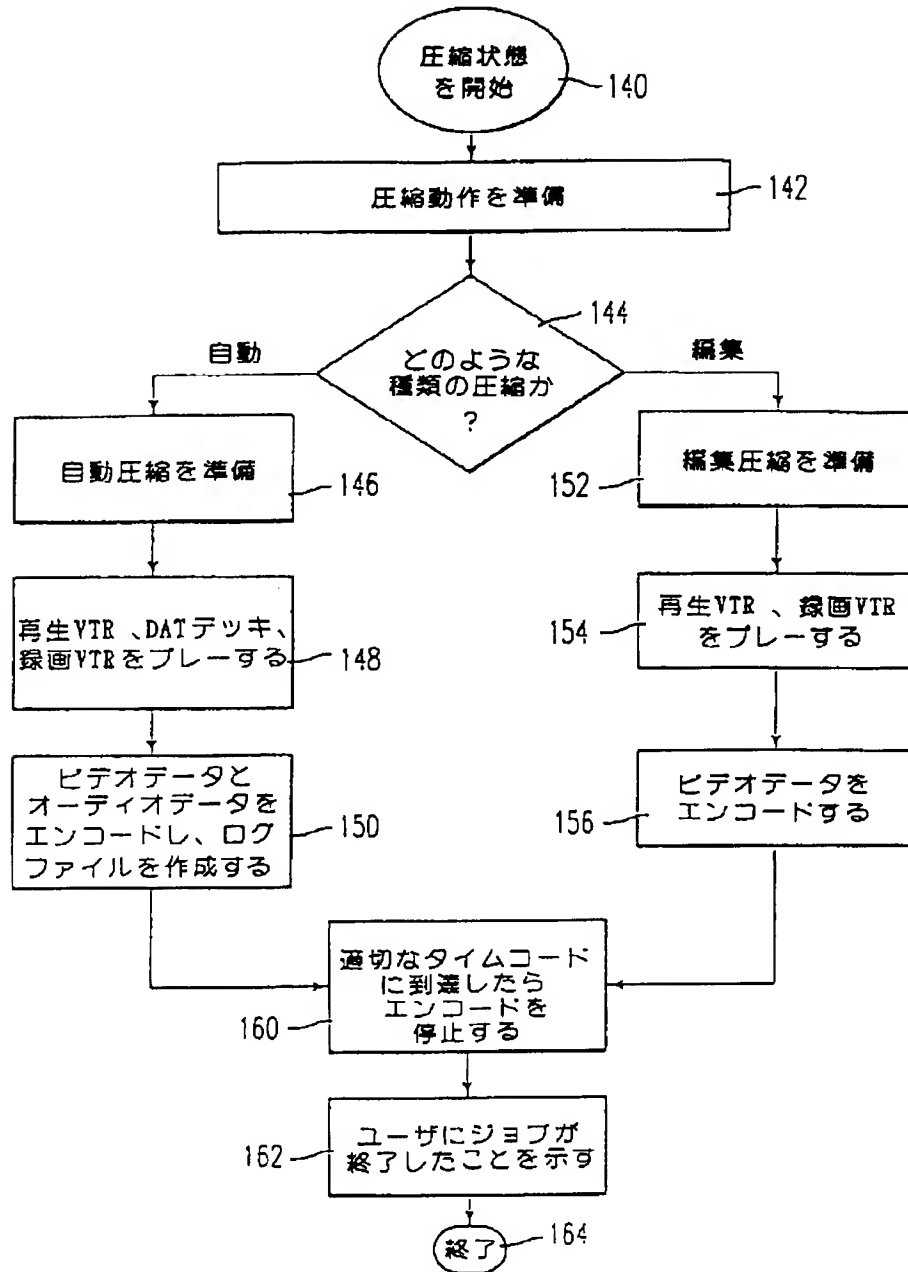 圧縮状態
を開始
140
圧縮動作を準備
142
144
どのような
種類の圧縮か
?
自動
編集
自動圧縮を準備
146
再生VTR、DATデッキ、
録画VTRをプレーする
148
ビデオデータと
オーディオデータを
エンコードし、ログ
ファイルを作成する
150
編集圧縮を準備
152
再生VTR、録画VTR
をプレーする
154
ビデオデータを
エンコードする
156
適切なタイムコード
に到達したら
エンコードを
停止する
160
ユーザにジョブが
終了したことを示す
162
終了
164